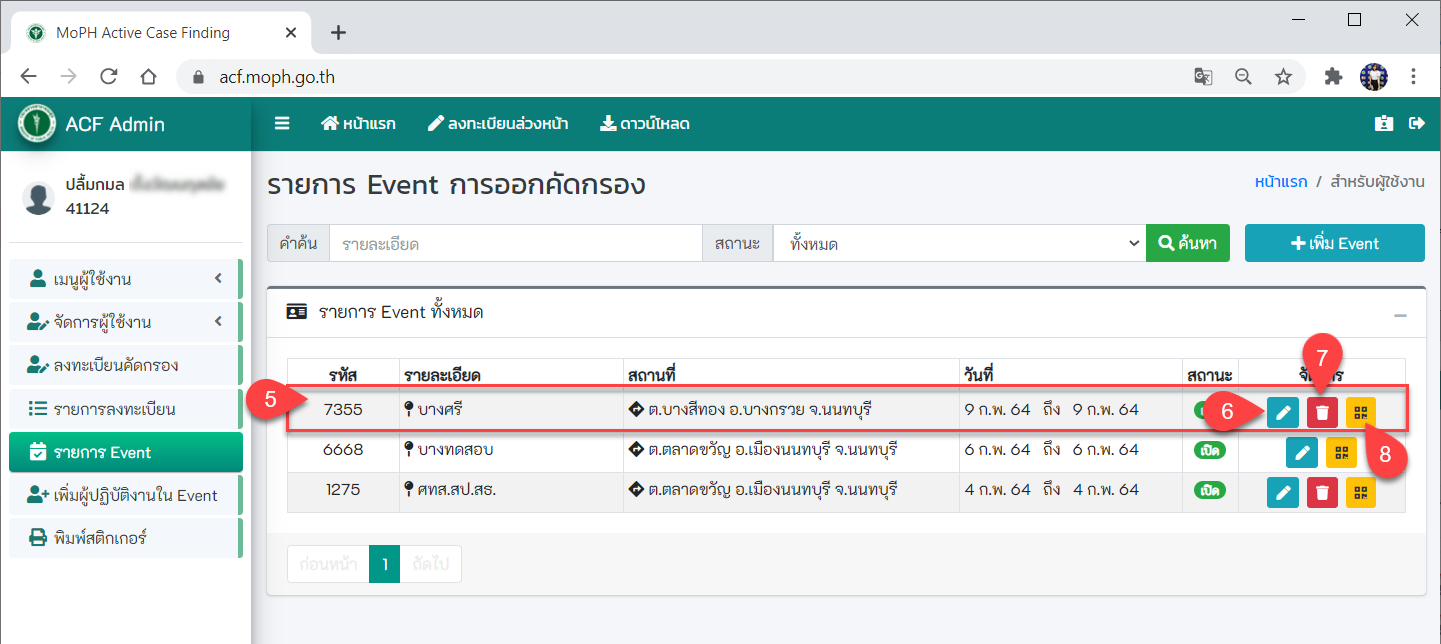 MoPH Active Case Finding
acf.moph.go.th
ACF Admin
หน้าแรก ลงทะเบียนล่วงหน้า ดาวน์โหลด
ปลื้มกมล
41124
เมนูผู้ใช้งาน
จัดการผู้ใช้งาน
ลงทะเบียนคัดกรอง
รายการลงทะเบียน
รายการ Event
เพิ่มผู้ปฏิบัติงานใน Event
พิมพ์สติกเกอร์
รายการ Event การออกคัดกรอง
หน้าแรก / สำหรับผู้ใช้งาน
คำค้น รายละเอียด สถานะ ทั้งหมด ค้นหา เพิ่ม Event
รายการ Event ทั้งหมด
7
รหัส รายละเอียด สถานที่ วันที่ สถานะ
5 7355 บางศรี ต.บางสีทอง อ.บางกรวย จ.นนทบุรี 9 ก.พ. 64 ถึง 9 ก.พ. 64 6
6668 บางทดสอบ ต.ตลาดขวัญ อ.เมืองนนทบุรี จ.นนทบุรี 6 ก.พ. 64 ถึง 6 ก.พ. 64 เปิด 8
1275 ศทส.สป.สธ. ต.ตลาดขวัญ อ.เมืองนนทบุรี จ.นนทบุรี 4 ก.พ. 64 ถึง 4 ก.พ. 64 เปิด
ก่อนหน้า 1 ถัดไป